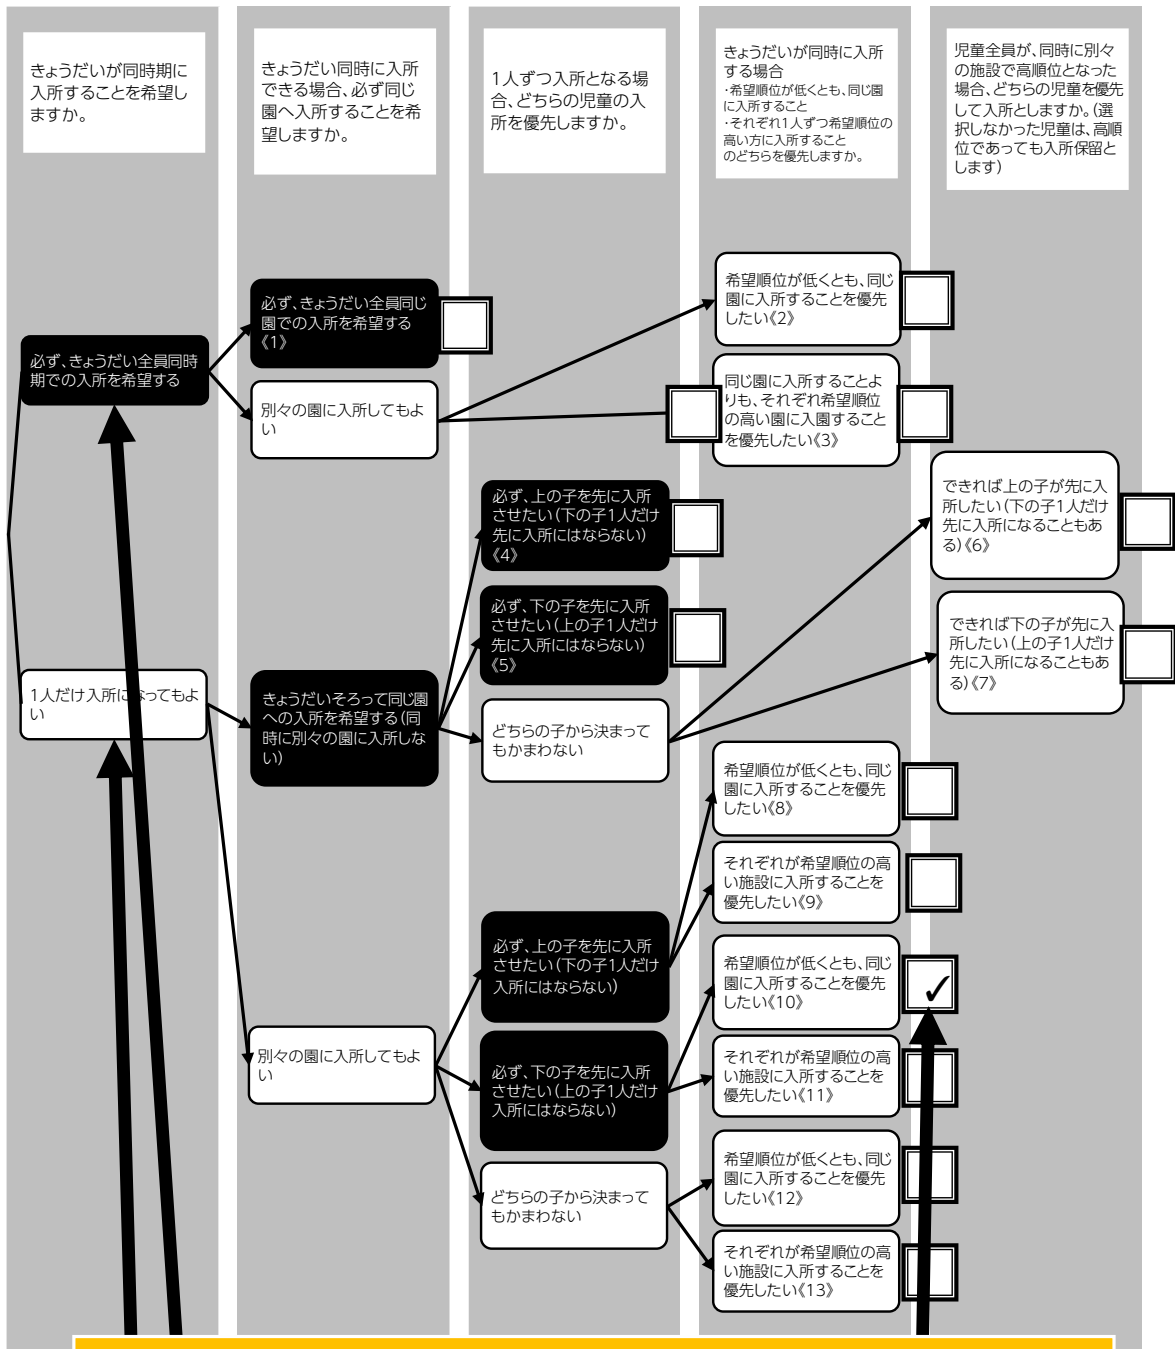 きょうだいが同時期に
入所することを希望し
ますか。
きょうだい同時に入所
できる場合、必ず同じ
園へ入所することを希
望しますか。
1人ずつ入所となる場
合、どちらの児童の入
所を優先しますか。
きょうだいが同時に入所
する場合
・希望順位が低くとも、同じ園
に入所すること
・それぞれ1人ずつ希望順位の
高い方に入所すること
のどちらを優先しますか。
児童全員が、同時に別々
の施設で高順位となった
場合、どちらの児童を優先
して入所としますか。(選
択しなかった児童は、高順
位であっても入所保留と
します)
必ず、きょうだい全員同時
期での入所を希望する
必ず、きょうだい全員同じ
園での入所を希望する
《1》
別々の園に入所してもよ
い
希望順位が低くとも、同じ
園に入所することを優先
したい《2》
同じ園に入所することよ
りも、それぞれ希望順位
の高い園に入園すること
を優先したい《3》
1人だけ入所になってもよ
い
きょうだいそろって同じ園
への入所を希望する(同
時に別々の園に入所しな
い)
必ず、上の子を先に入所
させたい(下の子1人だけ
先に入所にはならない)
《4》
必ず、下の子を先に入所
させたい(上の子1人だけ
先に入所にはならない)
《5》
どちらの子から決まって
もかまわない
できれば上の子が先に入
所したい(下の子1人だけ
先に入所になることもあ
る)《6》
できれば下の子が先に入
所したい(上の子1人だけ
先に入所になることもあ
る)《7》
別々の園に入所してもよ
い
必ず、上の子を先に入所
させたい(下の子1人だけ
入所にはならない)
希望順位が低くとも、同じ
園に入所することを優先
したい《8》
それぞれが希望順位の高
い施設に入所することを
優先したい《9》
必ず、下の子を先に入所
させたい(上の子1人だけ
入所にはならない)
希望順位が低くとも、同じ
園に入所することを優先
したい《10》
✓
それぞれが希望順位の高
い施設に入所することを
優先したい《11》
どちらの子から決まって
もかまわない
希望順位が低くとも、同じ
園に入所することを優先
したい《12》
それぞれが希望順位の高
い施設に入所することを
優先したい《13》